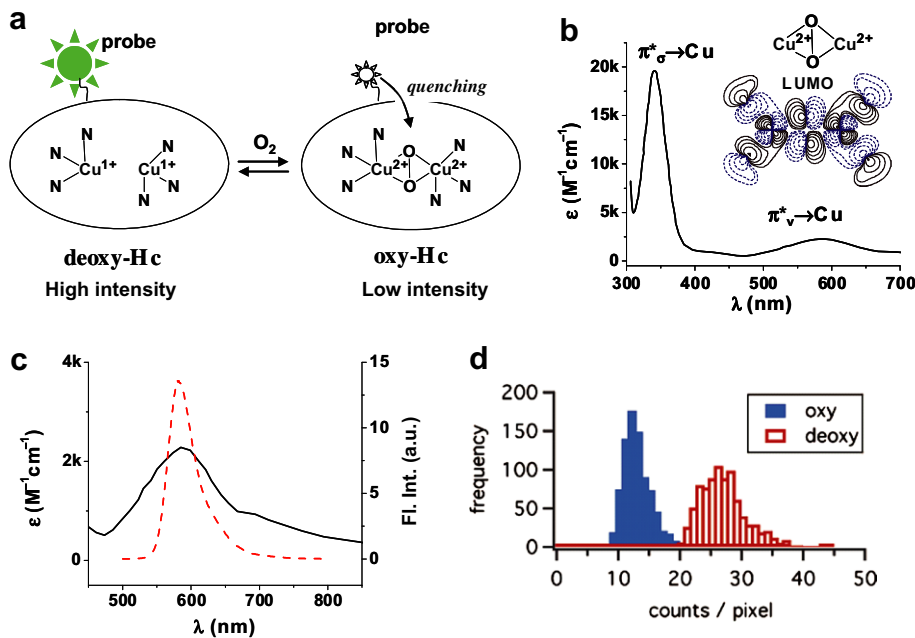 a
probe
probe
quenching
N
N
N
Cu1+
N
Cu1+
N
N
O2
N
N
N
Cu2+
O
O
N
Cu2+
N
N
deoxy-Hc
oxy-Hc
High intensity
Low intensity
b
π*σ→Cu
O
Cu2+
Cu2+
O
LUMO
π*v→Cu
20k
15k
10k
5k
0
ε (M−1cm−1)
300 400 500 600 700
λ (nm)
c
4k
2k
0
ε (M−1cm−1)
15
10
5
0
Fl. Int. (a.u.)
500 600 700 800
λ (nm)
d
200
150
100
50
0
frequency
oxy
deoxy
0 10 20 30 40 50
counts / pixel